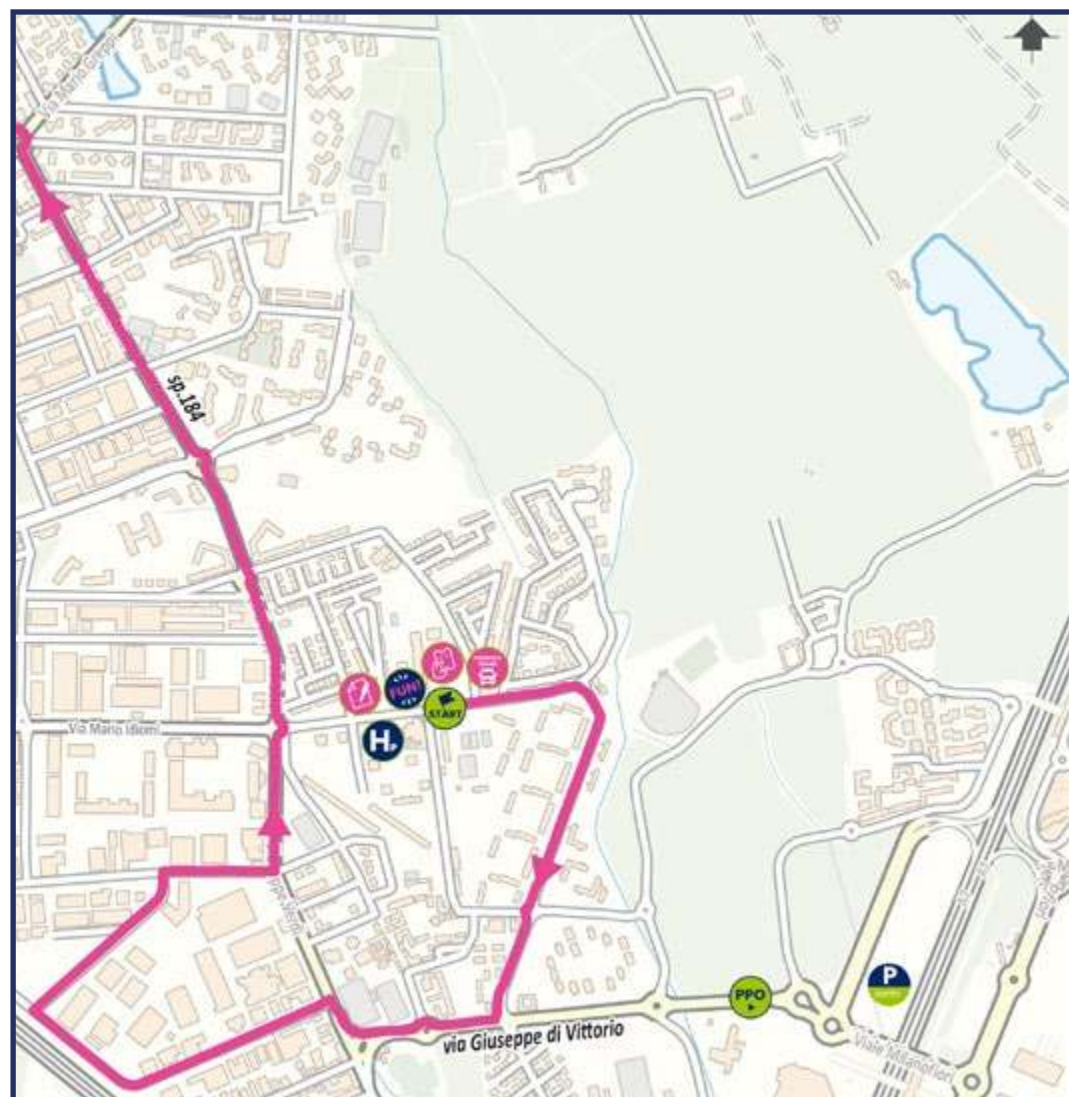 Via Mario Greppi
sp.184
FUN!
START
H
Via Mario Idiomi
PPO
P
via Giuseppe di Vittorio
Viale Milanofiori